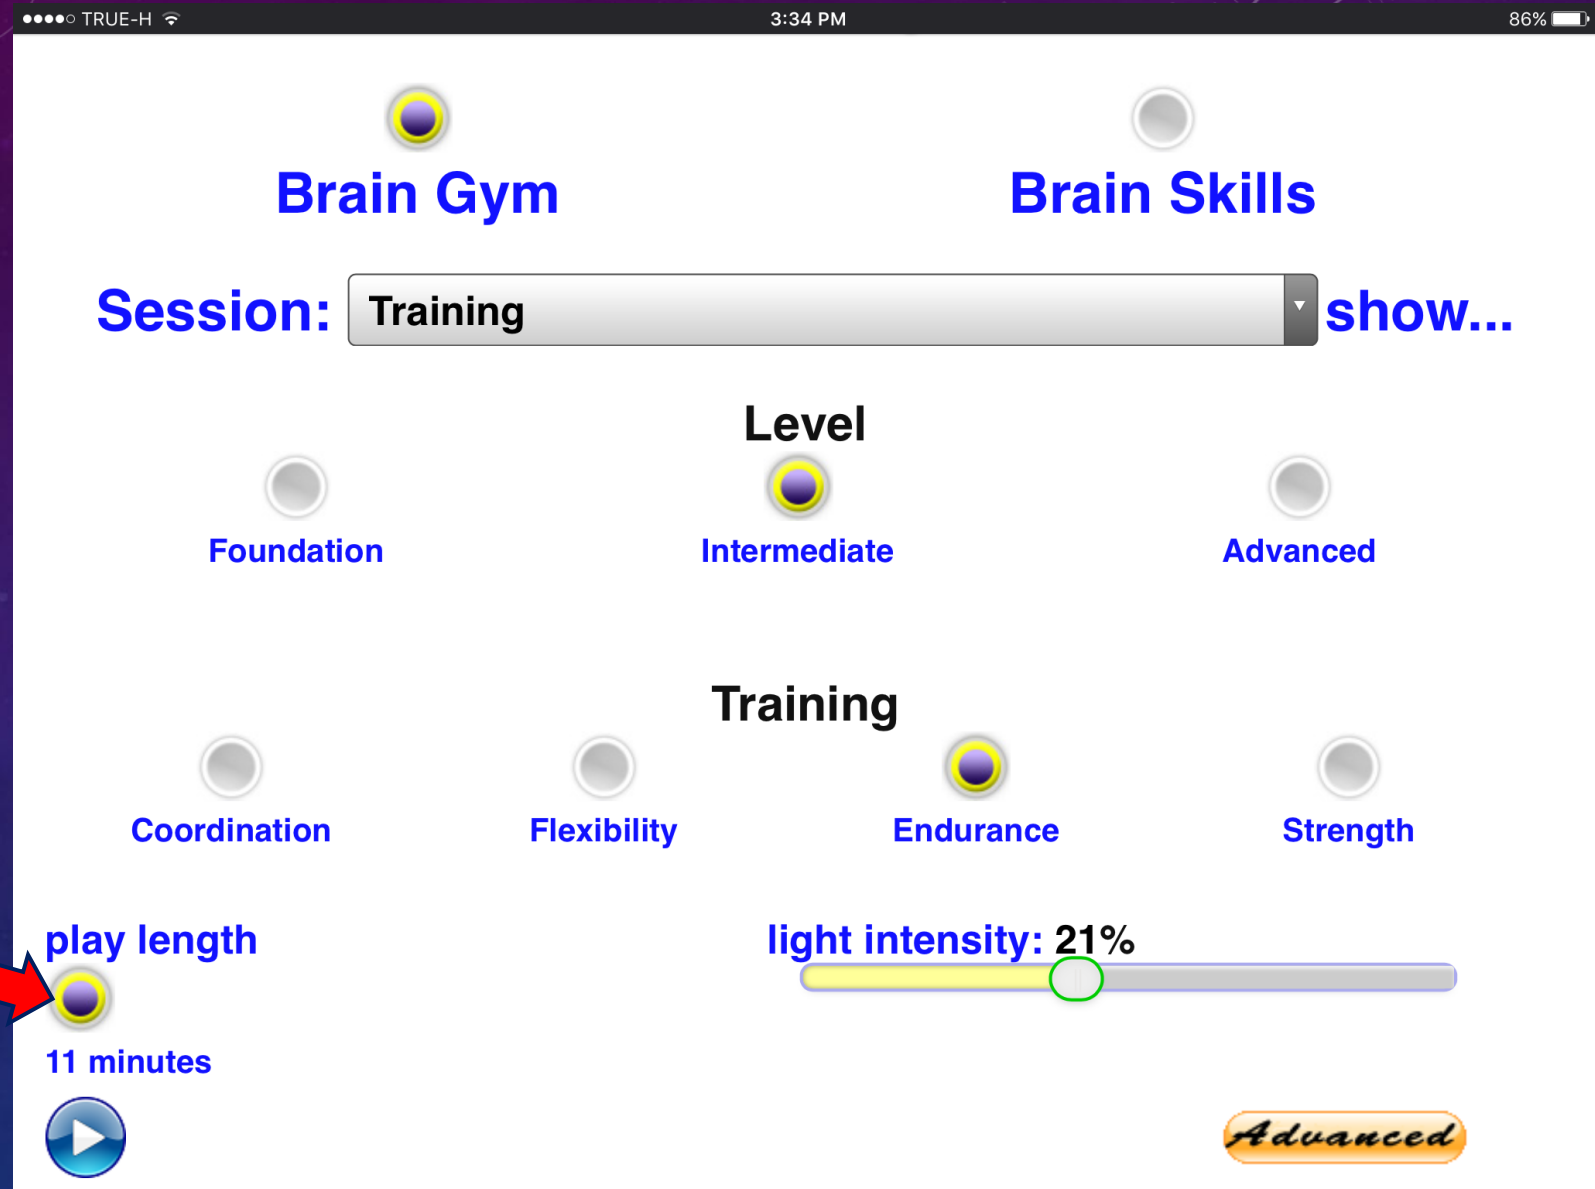 TRUE-H 3:34 PM 86%
Brain Gym Brain Skills
Session: Training show...
Level
Foundation Intermediate Advanced
Training
Coordination Flexibility Endurance Strength
play length light intensity: 21%
11 minutes
Advanced